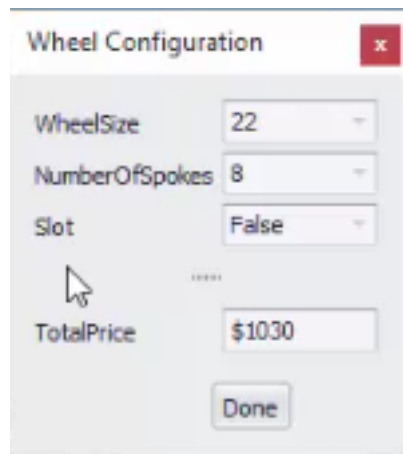 Wheel Configuration x
WheelSize 22
NumberOfSpokes 8
Slot False
TotalPrice $1030
Done